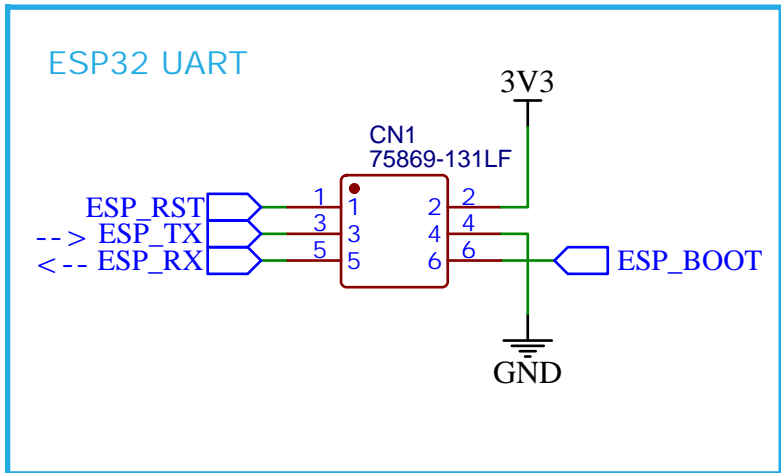 ESP32 UART
3V3
CN1
75869-131LF
ESP_RST 1 1 2 2
--> ESP_TX 3 3 4 4
<-- ESP_RX 5 5 6 6 ESP_BOOT
GND